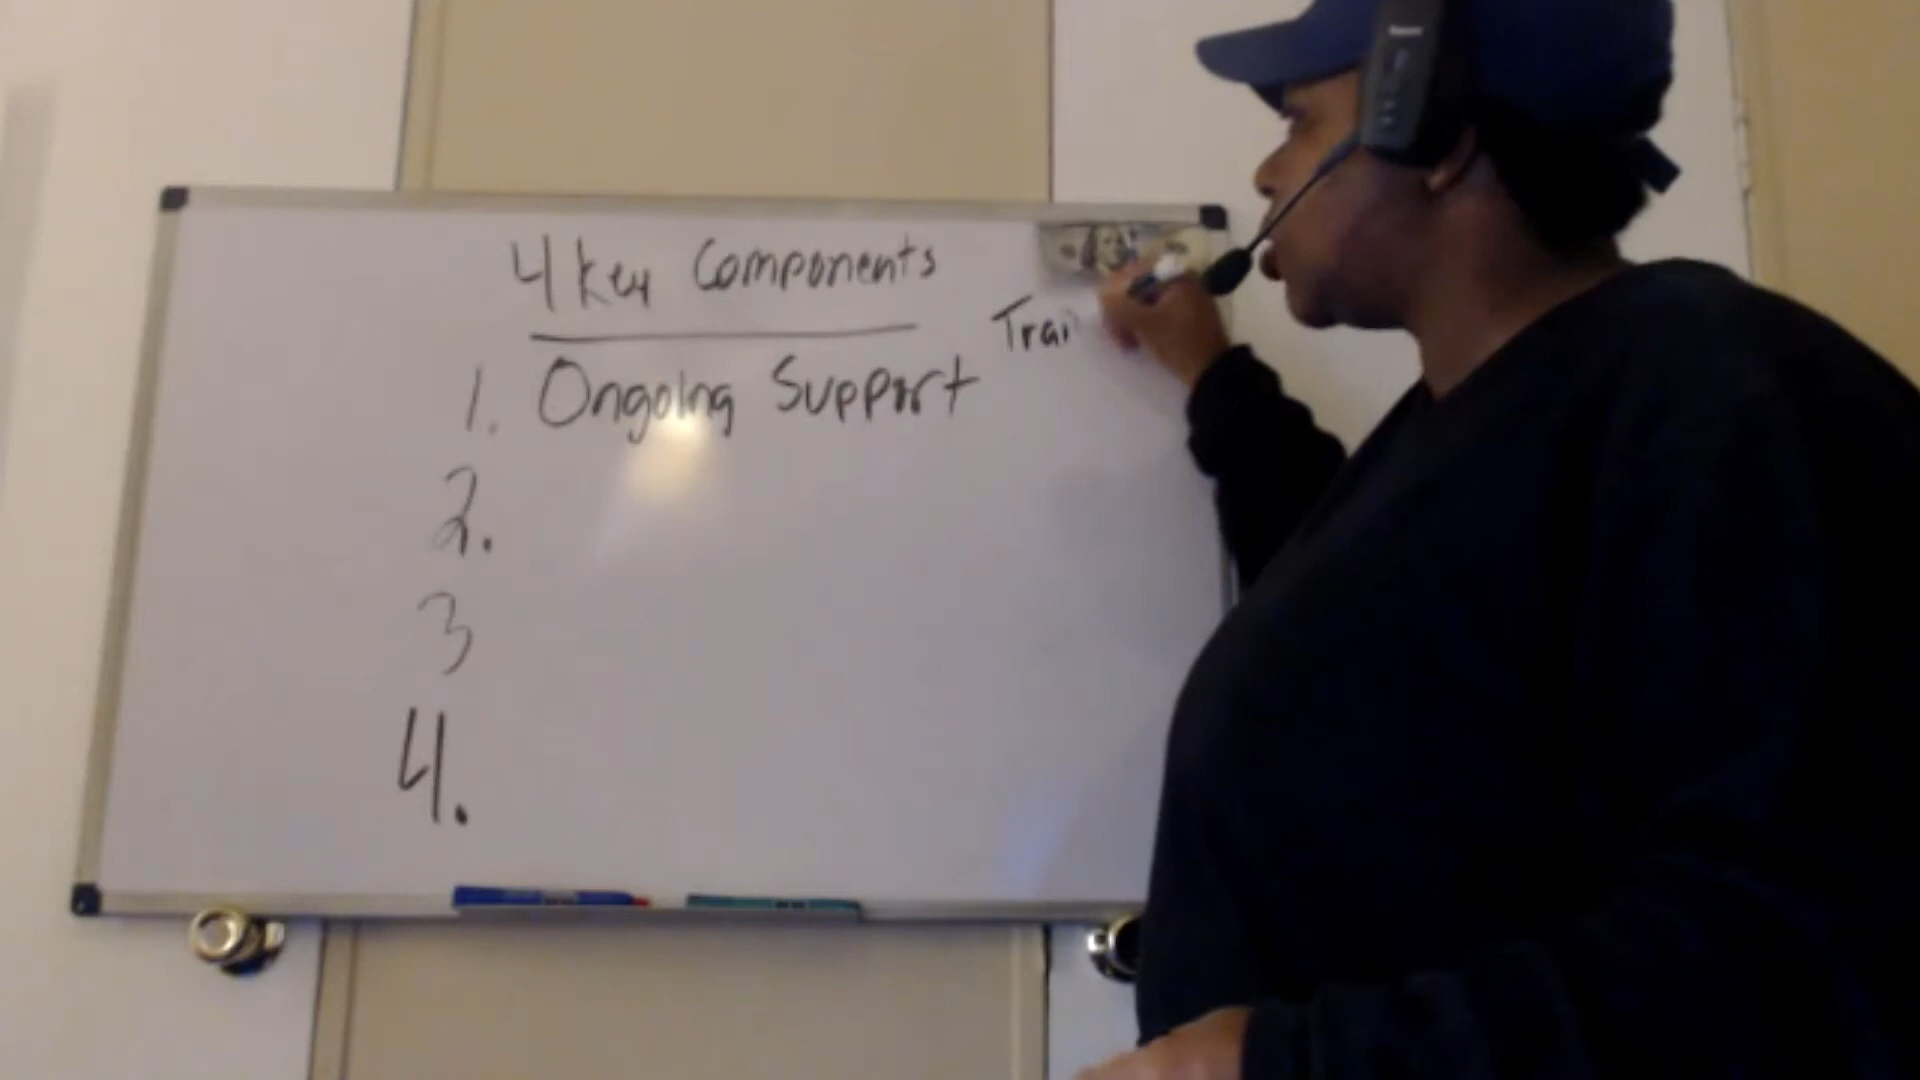 4 Key Components
Trai
1. Ongoing Support
2.
3
4.